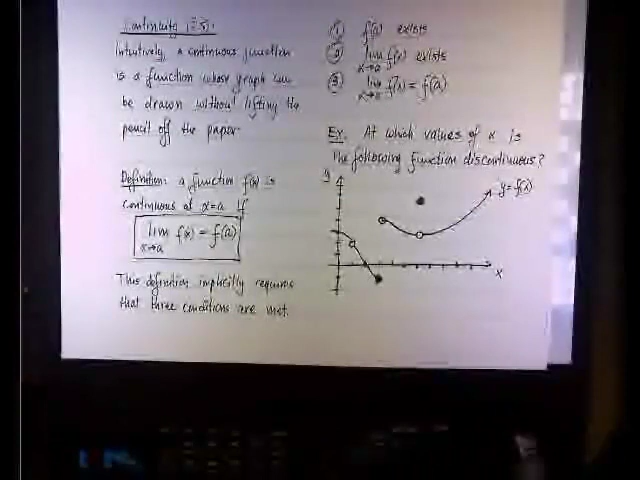 Continuity (2.5)
Intuitively, a continuous function
is a function whose graph can
be drawn without lifting the
pencil off the paper.
Definition: a function f(x) is
continuous at x=a if
lim f(x) = f(a)
x→a
This definition implicitly requires
that three conditions are met.
① f(a) exists
② lim f(x) exists
x→a
③ lim f(x) = f(a)
x→a
Ex. At which values of x is
the following function discontinuous?
y
y=f(x)
x